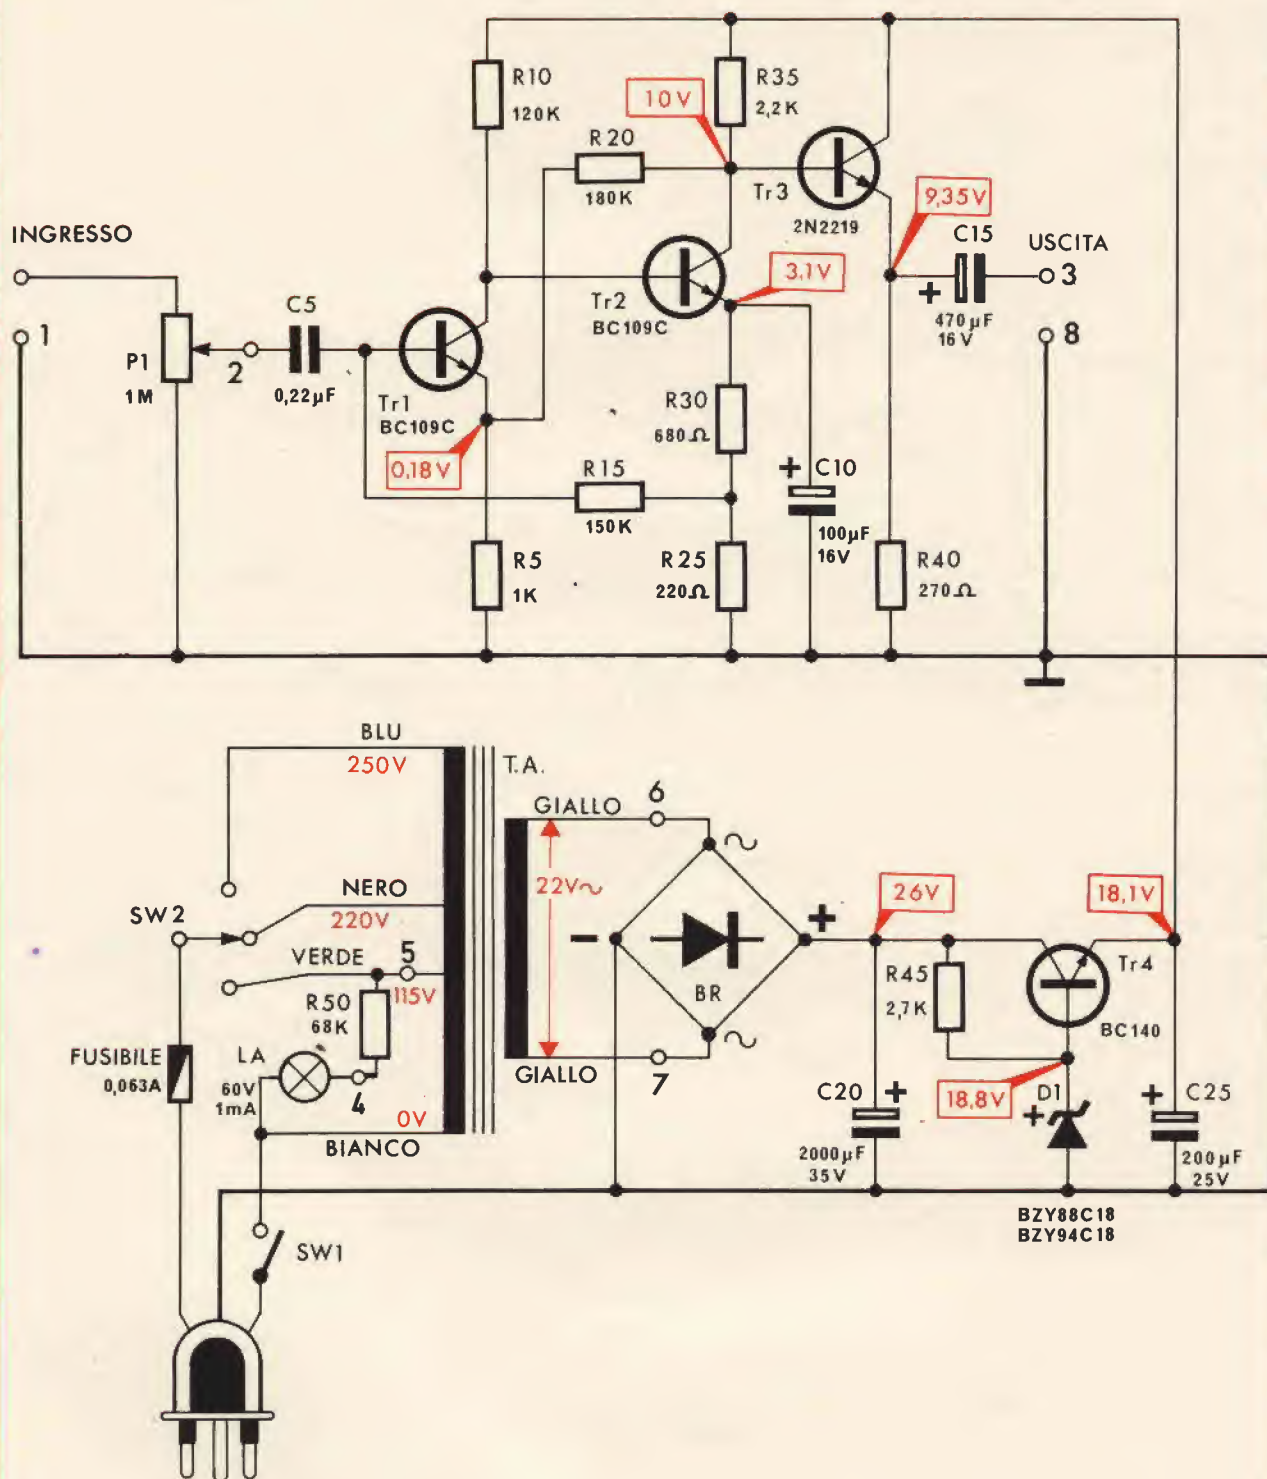 R10
120K
R35
2,2K
10V
R20
180K
Tr3
2N2219
9,35V
INGRESSO
C15
USCITA
3
3,1V
+
470µF
16V
Tr2
BC109C
1
C5
8
P1
1M
2
0,22µF
Tr1
BC109C
R30
680Ω
0,18V
R15
150K
+
C10
100µF
16V
R5
1K
R25
220Ω
R40
270Ω
BLU
250V
T.A.
GIALLO
6
~
NERO
220V
22V~
26V
18,1V
SW2
-
+
VERDE
5
115V
BR
R45
2,7K
Tr4
BC140
R50
68K
FUSIBILE
0,063A
LA
60V
1mA
4
~
GIALLO
7
0V
BIANCO
18,8V
C20
+
2000µF
35V
D1
+
+
C25
200µF
25V
BZY88C18
BZY94C18
SW1